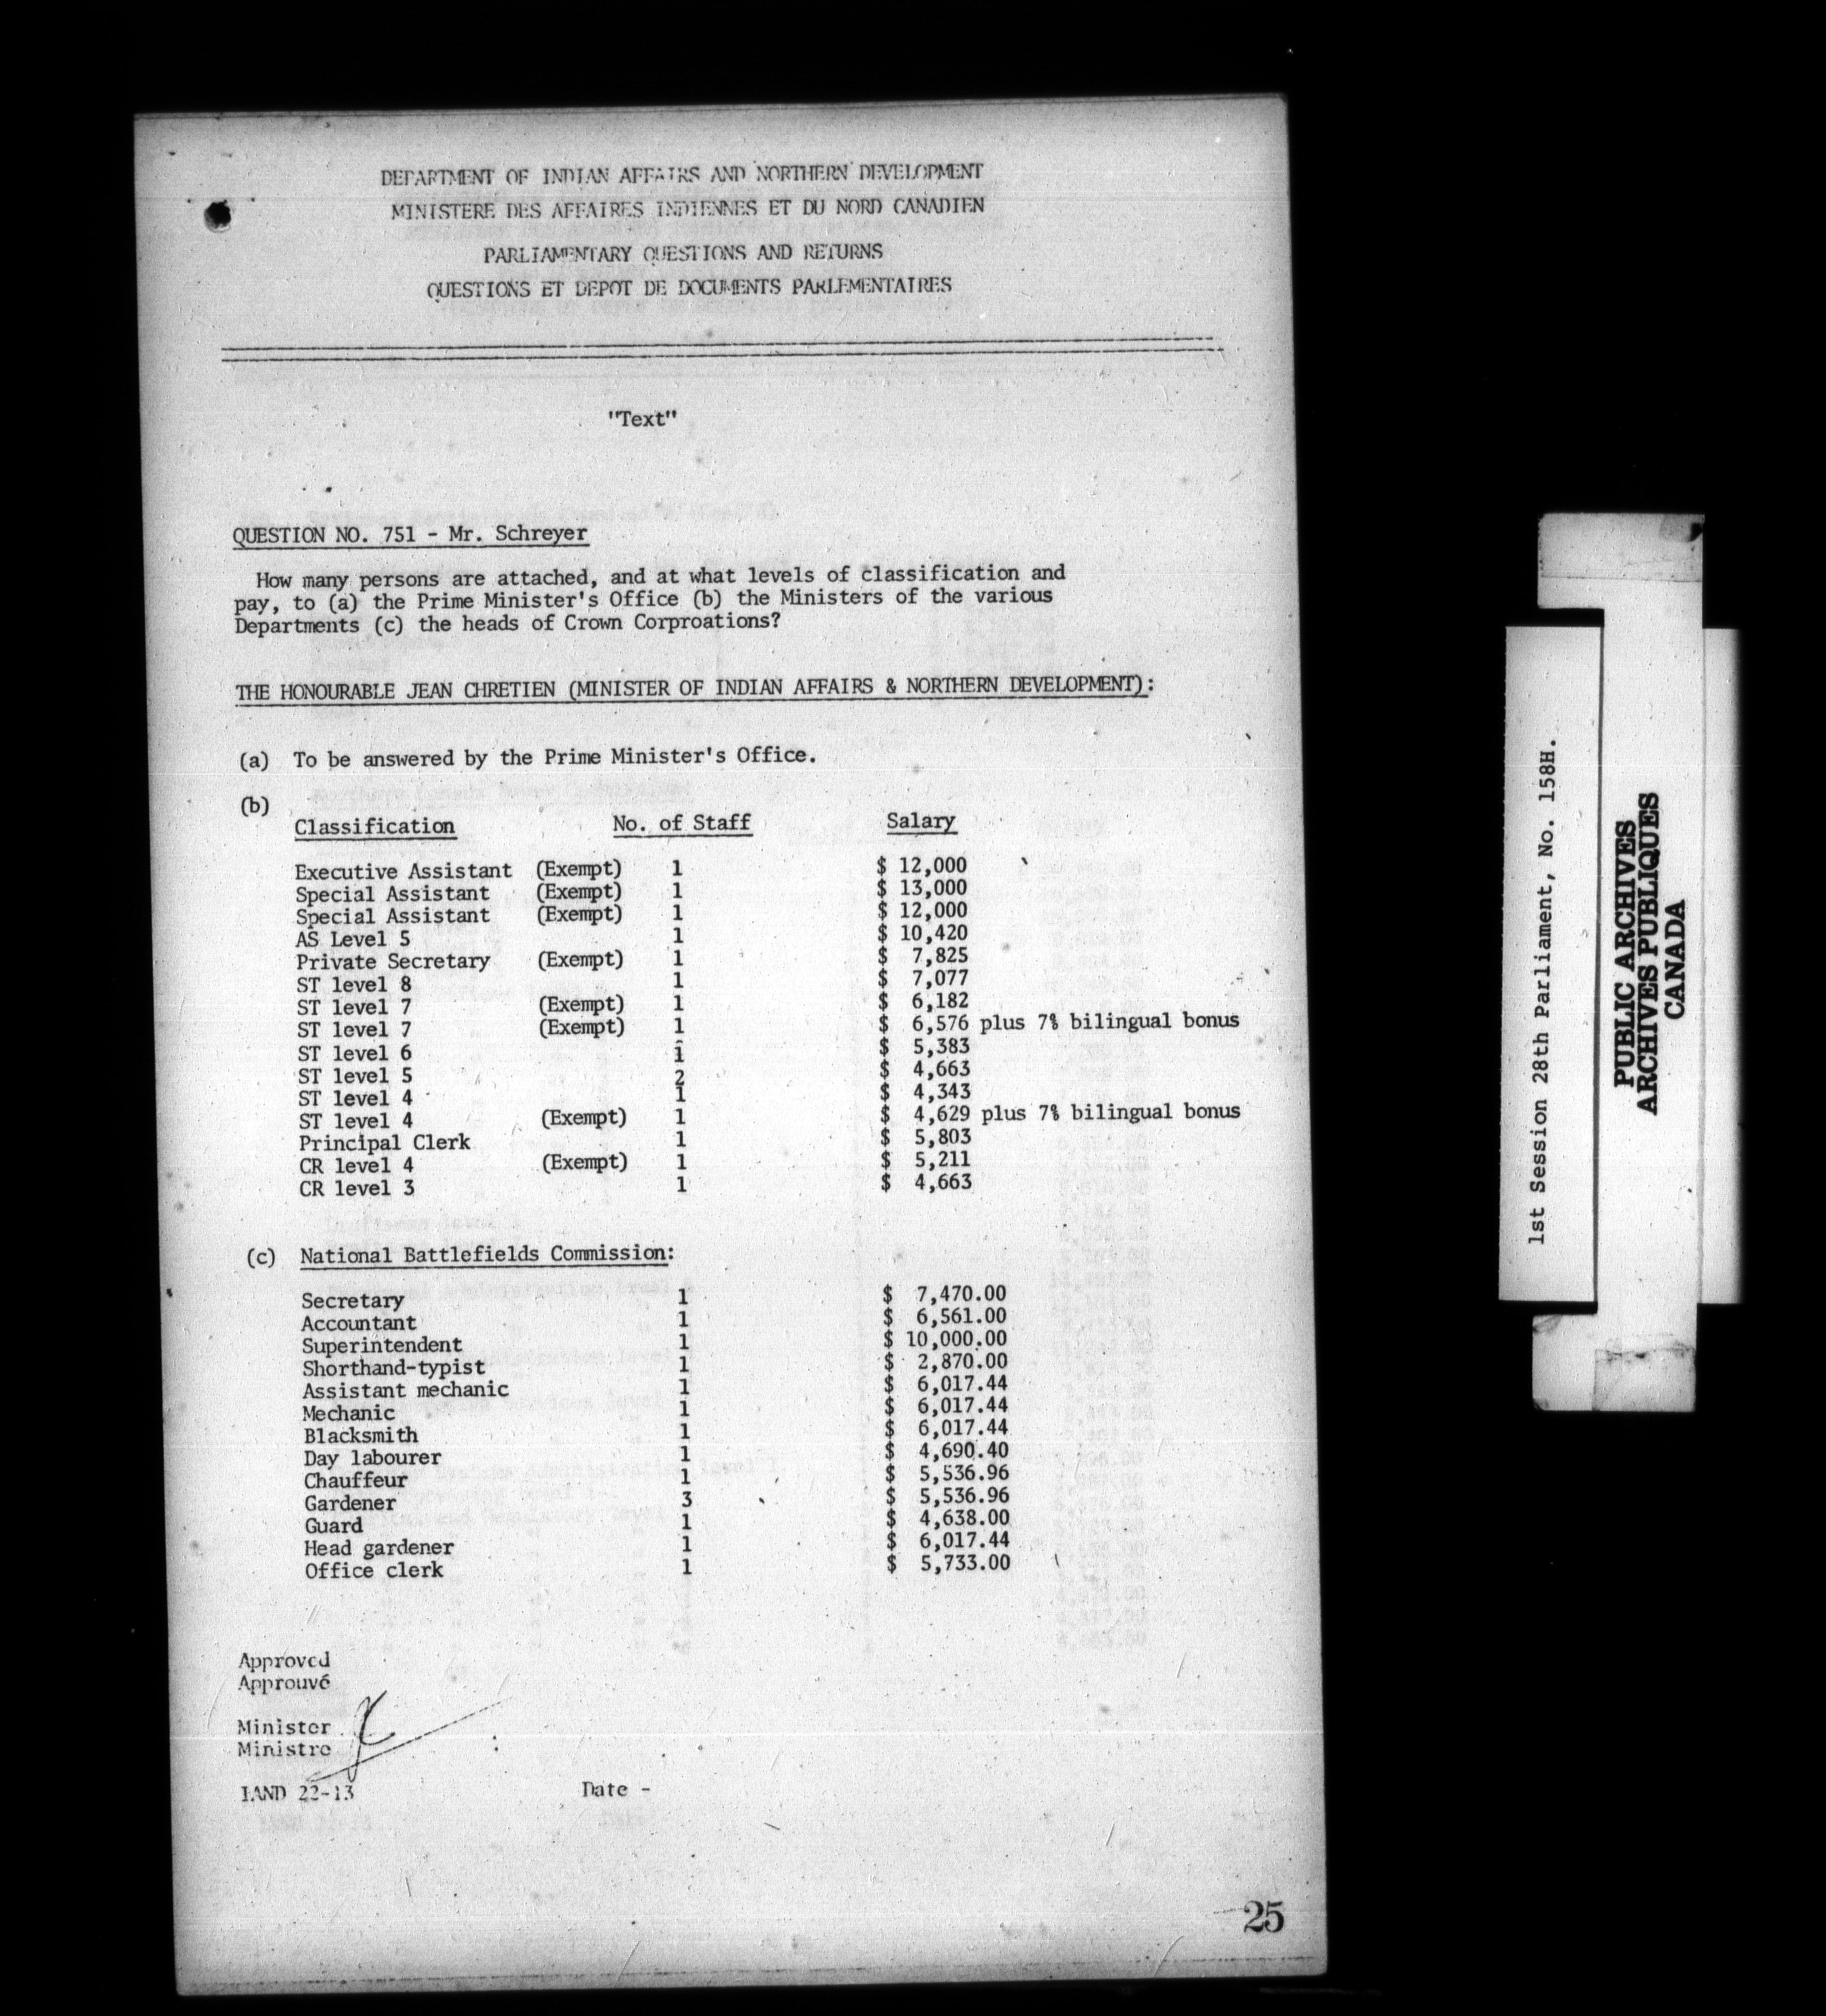 DEPARTMENT OF INDIAN AFFAIRS AND NORTHERN DEVELOPMENT
MINISTERE DES AFFAIRES INDIENNES ET DU NORD CANADIEN
PARLIAMENTARY QUESTIONS AND RETURNS
QUESTIONS ET DEPOT DE DOCUMENTS PARLEMENTAIRES
"Text"
QUESTION NO. 751 - Mr. Schreyer
How many persons are attached, and at what levels of classification and
pay, to (a) the Prime Minister's Office (b) the Ministers of the various
Departments (c) the heads of Crown Corproations?
THE HONOURABLE JEAN CHRETIEN (MINISTER OF INDIAN AFFAIRS & NORTHERN DEVELOPMENT):
(a) To be answered by the Prime Minister's Office.
(b)
Classification No. of Staff Salary
Executive Assistant (Exempt) 1 $ 12,000
Special Assistant (Exempt) 1 $ 13,000
Special Assistant (Exempt) 1 $ 12,000
AS Level 5 1 $ 10,420
Private Secretary (Exempt) 1 $ 7,825
ST level 8 1 $ 7,077
ST level 7 (Exempt) 1 $ 6,182
ST level 7 (Exempt) 1 $ 6,576 plus 7% bilingual bonus
ST level 6 1 $ 5,383
ST level 5 2 $ 4,663
ST level 4 1 $ 4,343
ST level 4 (Exempt) 1 $ 4,629 plus 7% bilingual bonus
Principal Clerk 1 $ 5,803
CR level 4 (Exempt) 1 $ 5,211
CR level 3 1 $ 4,663
(c) National Battlefields Commission:
Secretary 1 $ 7,470.00
Accountant 1 $ 6,561.00
Superintendent 1 $ 10,000.00
Shorthand-typist 1 $ 2,870.00
Assistant mechanic 1 $ 6,017.44
Mechanic 1 $ 6,017.44
Blacksmith 1 $ 6,017.44
Day labourer 1 $ 4,690.40
Chauffeur 1 $ 5,536.96
Gardener 3 $ 5,536.96
Guard 1 $ 4,638.00
Head gardener 1 $ 6,017.44
Office clerk 1 $ 5,733.00
Approved
Approuvé
Minister
Ministre
IAND 22-13 Date -
25
1st Session 28th Parliament, No. 158H.
PUBLIC ARCHIVES
ARCHIVES PUBLIQUES
CANADA